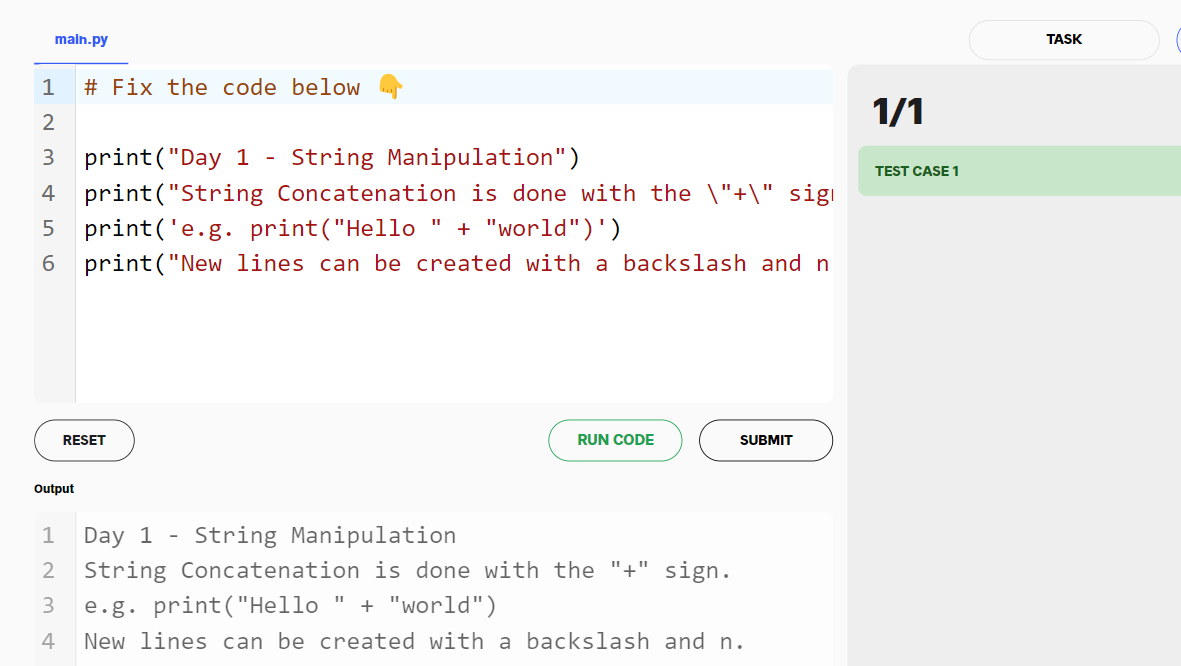 main.py
TASK
1 # Fix the code below 👇
2
3 print("Day 1 - String Manipulation")
4 print("String Concatenation is done with the \"+\" sign
5 print('e.g. print("Hello " + "world")')
6 print("New lines can be created with a backslash and n
1/1
TEST CASE 1
RESET
RUN CODE
SUBMIT
Output
1 Day 1 - String Manipulation
2 String Concatenation is done with the "+" sign.
3 e.g. print("Hello " + "world")
4 New lines can be created with a backslash and n.